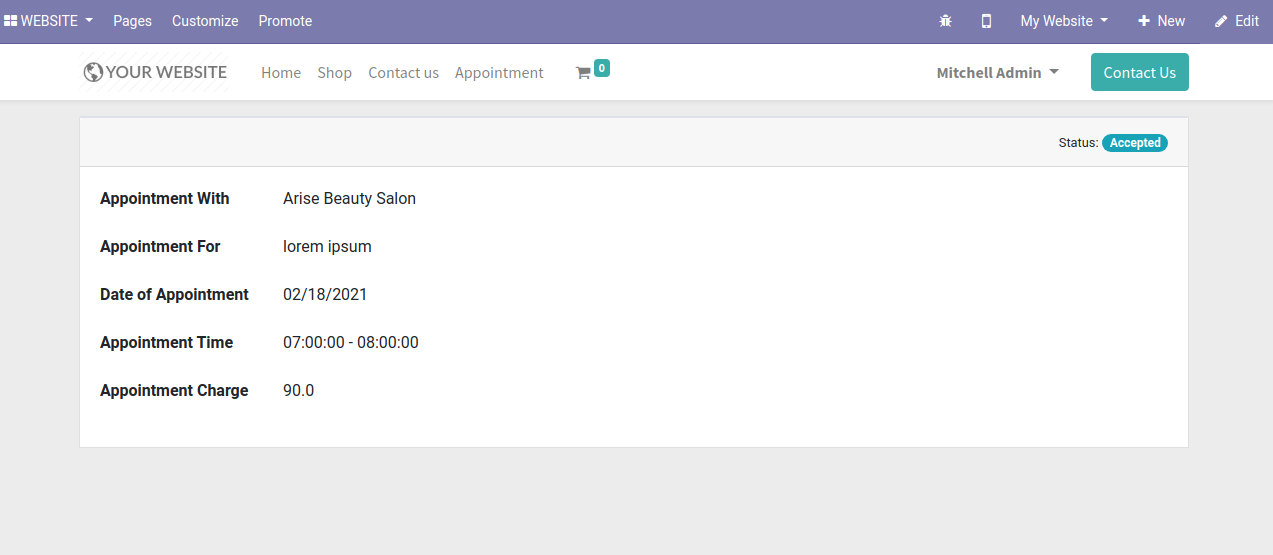 WEBSITE Pages Customize Promote My Website New Edit
YOUR WEBSITE Home Shop Contact us Appointment 0 Mitchell Admin Contact Us
Status: Accepted
Appointment With Arise Beauty Salon
Appointment For lorem ipsum
Date of Appointment 02/18/2021
Appointment Time 07:00:00 - 08:00:00
Appointment Charge 90.0